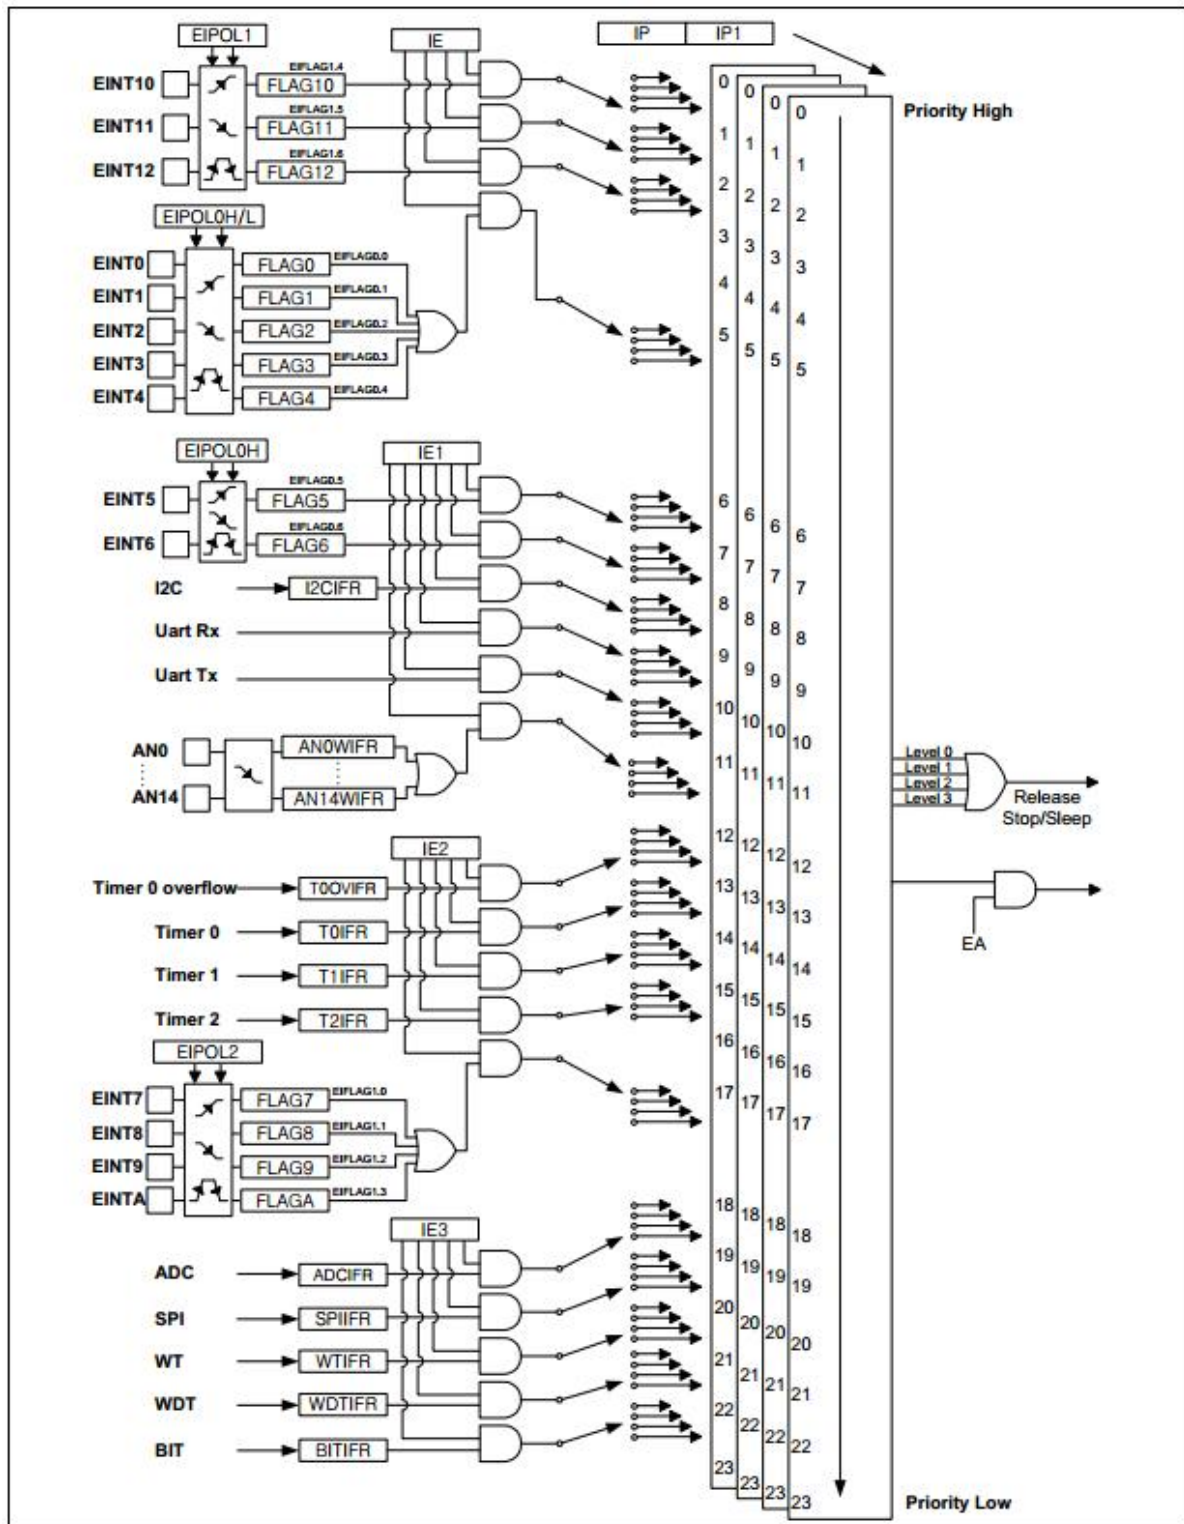 EIPOL1
IE
IP IP1
EINT10 FLAG10 EIFLAG1.4
EINT11 FLAG11 EIFLAG1.5
EINT12 FLAG12 EIFLAG1.6
EIPOL0H/L
EINT0 FLAG0 EIFLAG0.0
EINT1 FLAG1 EIFLAG0.1
EINT2 FLAG2 EIFLAG0.2
EINT3 FLAG3 EIFLAG0.3
EINT4 FLAG4 EIFLAG0.4
EIPOL0H
IE1
EINT5 FLAG5 EIFLAG0.5
EINT6 FLAG6 EIFLAG0.6
I2C I2CIFR
Uart Rx
Uart Tx
AN0 AN0WIFR
AN14 AN14WIFR
IE2
Timer 0 overflow T0OVIFR
Timer 0 T0IFR
Timer 1 T1IFR
Timer 2 T2IFR
EIPOL2
EINT7 FLAG7 EIFLAG1.0
EINT8 FLAG8 EIFLAG1.1
EINT9 FLAG9 EIFLAG1.2
EINTA FLAGA EIFLAG1.3
IE3
ADC ADCIFR
SPI SPIIFR
WT WTIFR
WDT WDTIFR
BIT BITIFR
0 0 0 0
1 1 1 1
2 2 2 2
3 3 3 3
4 4 4 4
5 5 5 5
6 6 6 6
7 7 7 7
8 8 8 8
9 9 9 9
10 10 10 10
11 11 11 11
12 12 12 12
13 13 13 13
14 14 14 14
15 15 15 15
16 16 16 16
17 17 17 17
18 18 18 18
19 19 19 19
20 20 20 20
21 21 21 21
22 22 22 22
23 23 23 23
Priority High
Level 0
Level 1
Level 2
Level 3
Release
Stop/Sleep
EA
Priority Low